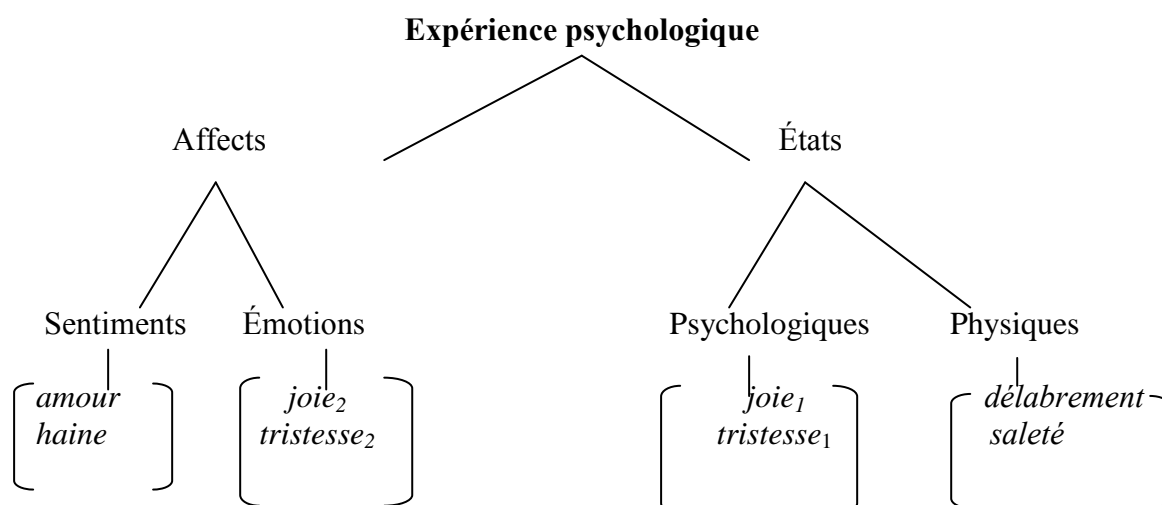 Expérience psychologique
Affects États
Sentiments Émotions Psychologiques Physiques
amour joie₂ joie₁ délabrement
haine tristesse₂ tristesse₁ saleté